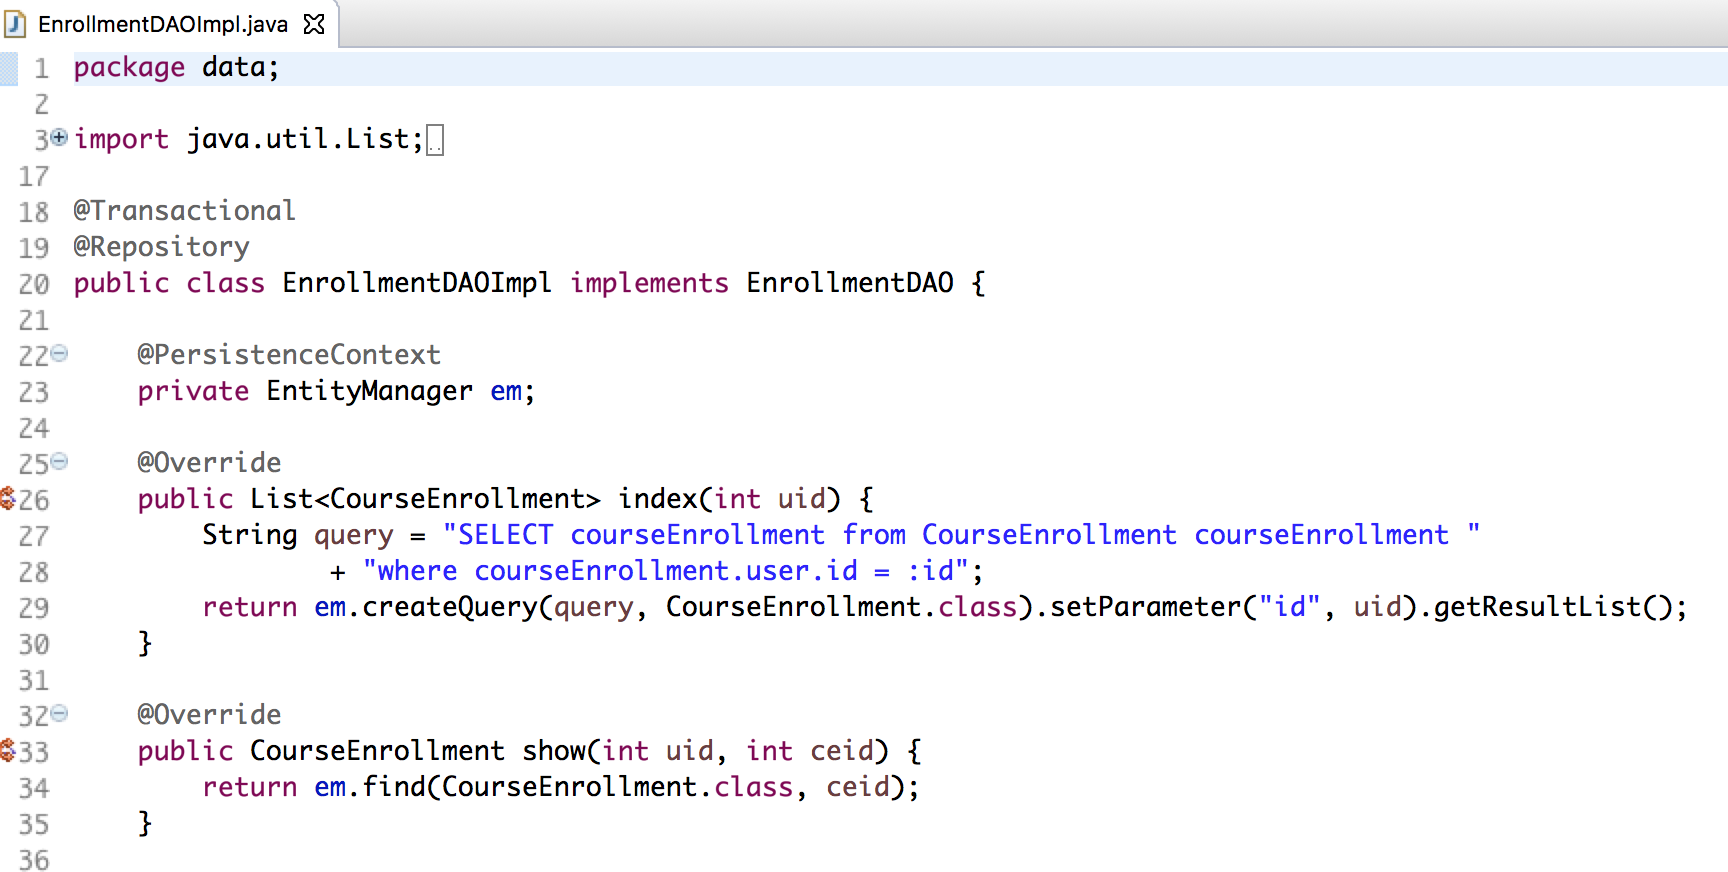 EnrollmentDAOImpl.java
1 package data;
2
3 import java.util.List;
17
18 @Transactional
19 @Repository
20 public class EnrollmentDAOImpl implements EnrollmentDAO {
21
22 @PersistenceContext
23 private EntityManager em;
24
25 @Override
26 public List<CourseEnrollment> index(int uid) {
27 String query = "SELECT courseEnrollment from CourseEnrollment courseEnrollment "
28 + "where courseEnrollment.user.id = :id";
29 return em.createQuery(query, CourseEnrollment.class).setParameter("id", uid).getResultList();
30 }
31
32 @Override
33 public CourseEnrollment show(int uid, int ceid) {
34 return em.find(CourseEnrollment.class, ceid);
35 }
36